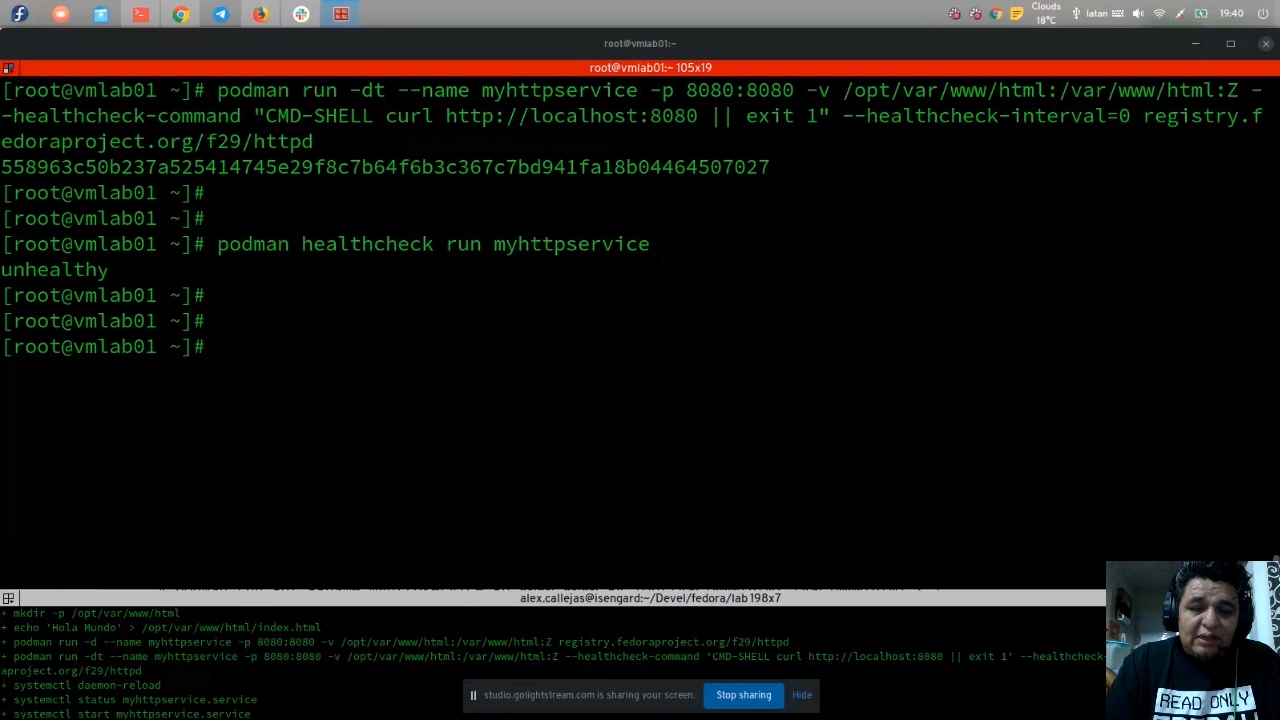 Clouds
18°C
latan
19:40
root@vmlab01:~
root@vmlab01:~ 105x19
[root@vmlab01 ~]# podman run -dt --name myhttpservice -p 8080:8080 -v /opt/var/www/html:/var/www/html:Z -
-healthcheck-command "CMD-SHELL curl http://localhost:8080 || exit 1" --healthcheck-interval=0 registry.f
edoraproject.org/f29/httpd
558963c50b237a525414745e29f8c7b64f6b3c367c7bd941fa18b04464507027
[root@vmlab01 ~]#
[root@vmlab01 ~]#
[root@vmlab01 ~]# podman healthcheck run myhttpservice
unhealthy
[root@vmlab01 ~]#
[root@vmlab01 ~]#
[root@vmlab01 ~]#
alex.callejas@isengard:~/Devel/fedora/lab198x7
+ mkdir -p /opt/var/www/html
+ echo 'Hola Mundo' > /opt/var/www/html/index.html
+ podman run -d --name myhttpservice -p 8080:8080 -v /opt/var/www/html:/var/www/html:Z registry.fedoraproject.org/f29/httpd
+ podman run -dt --name myhttpservice -p 8080:8080 -v /opt/var/www/html:/var/www/html:Z --healthcheck-command 'CMD-SHELL curl http://localhost:8080 || exit 1' --healthcheck-
aproject.org/f29/httpd
+ systemctl daemon-reload
+ systemctl status myhttpservice.service
+ systemctl start myhttpservice.service
studio.golightstream.com is sharing your screen.
Stop sharing
Hide
READ ONLY